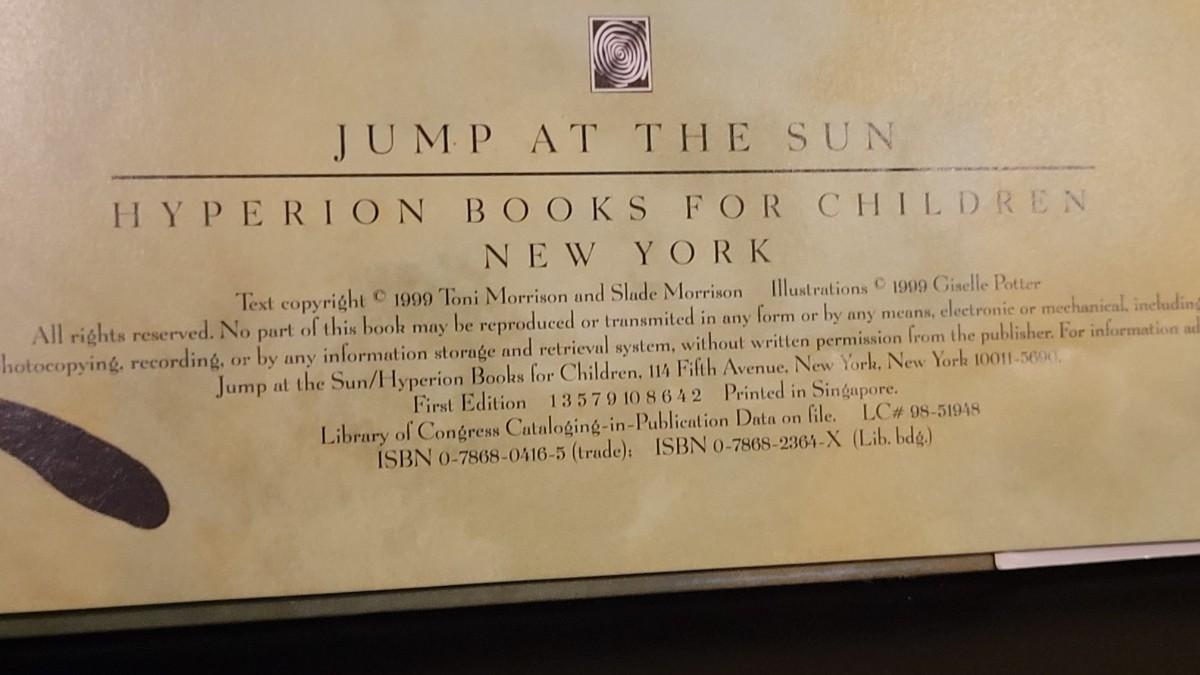 JUMP AT THE SUN
HYPERION BOOKS FOR CHILDREN
NEW YORK
Text copyright © 1999 Toni Morrison and Slade Morrison Illustrations © 1999 Giselle Potter
All rights reserved. No part of this book may be reproduced or transmited in any form or by any means, electronic or mechanical, including
hotocopying, recording, or by any information storage and retrieval system, without written permission from the publisher. For information ad
Jump at the Sun/Hyperion Books for Children, 114 Fifth Avenue, New York, New York 10011-5690.
First Edition 1 3 5 7 9 10 8 6 4 2 Printed in Singapore.
Library of Congress Cataloging-in-Publication Data on file. LC# 98-51948
ISBN 0-7868-0416-5 (trade); ISBN 0-7868-2364-X (Lib. bdg.)